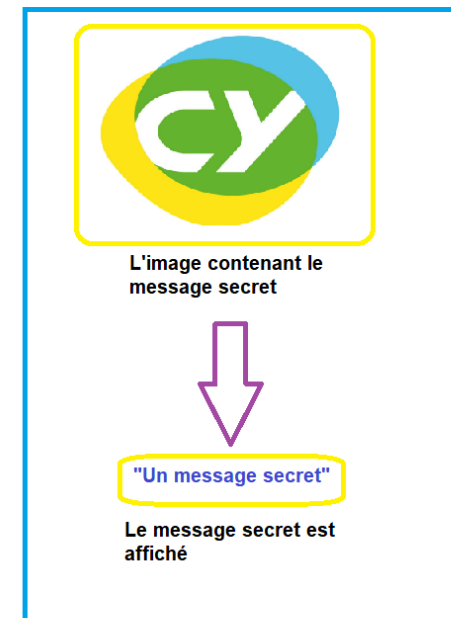 CY
L'image contenant le
message secret
"Un message secret"
Le message secret est
affiché